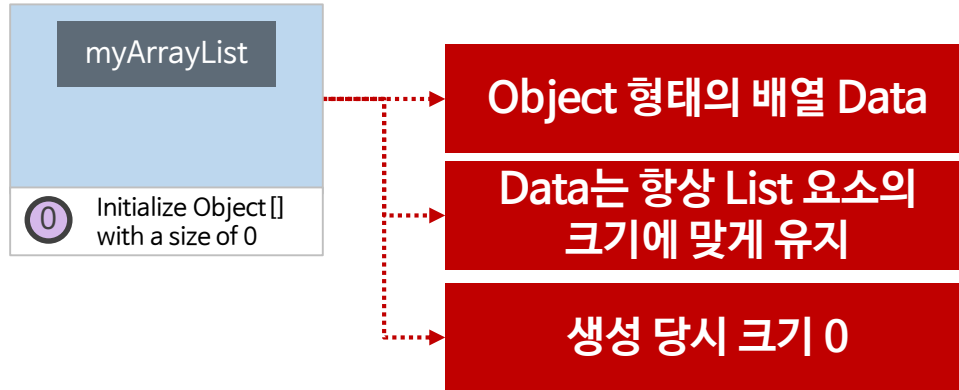 myArrayList
0
Initialize Object[]
with a size of 0
Object 형태의 배열 Data
Data는 항상 List 요소의
크기에 맞게 유지
생성 당시 크기 0